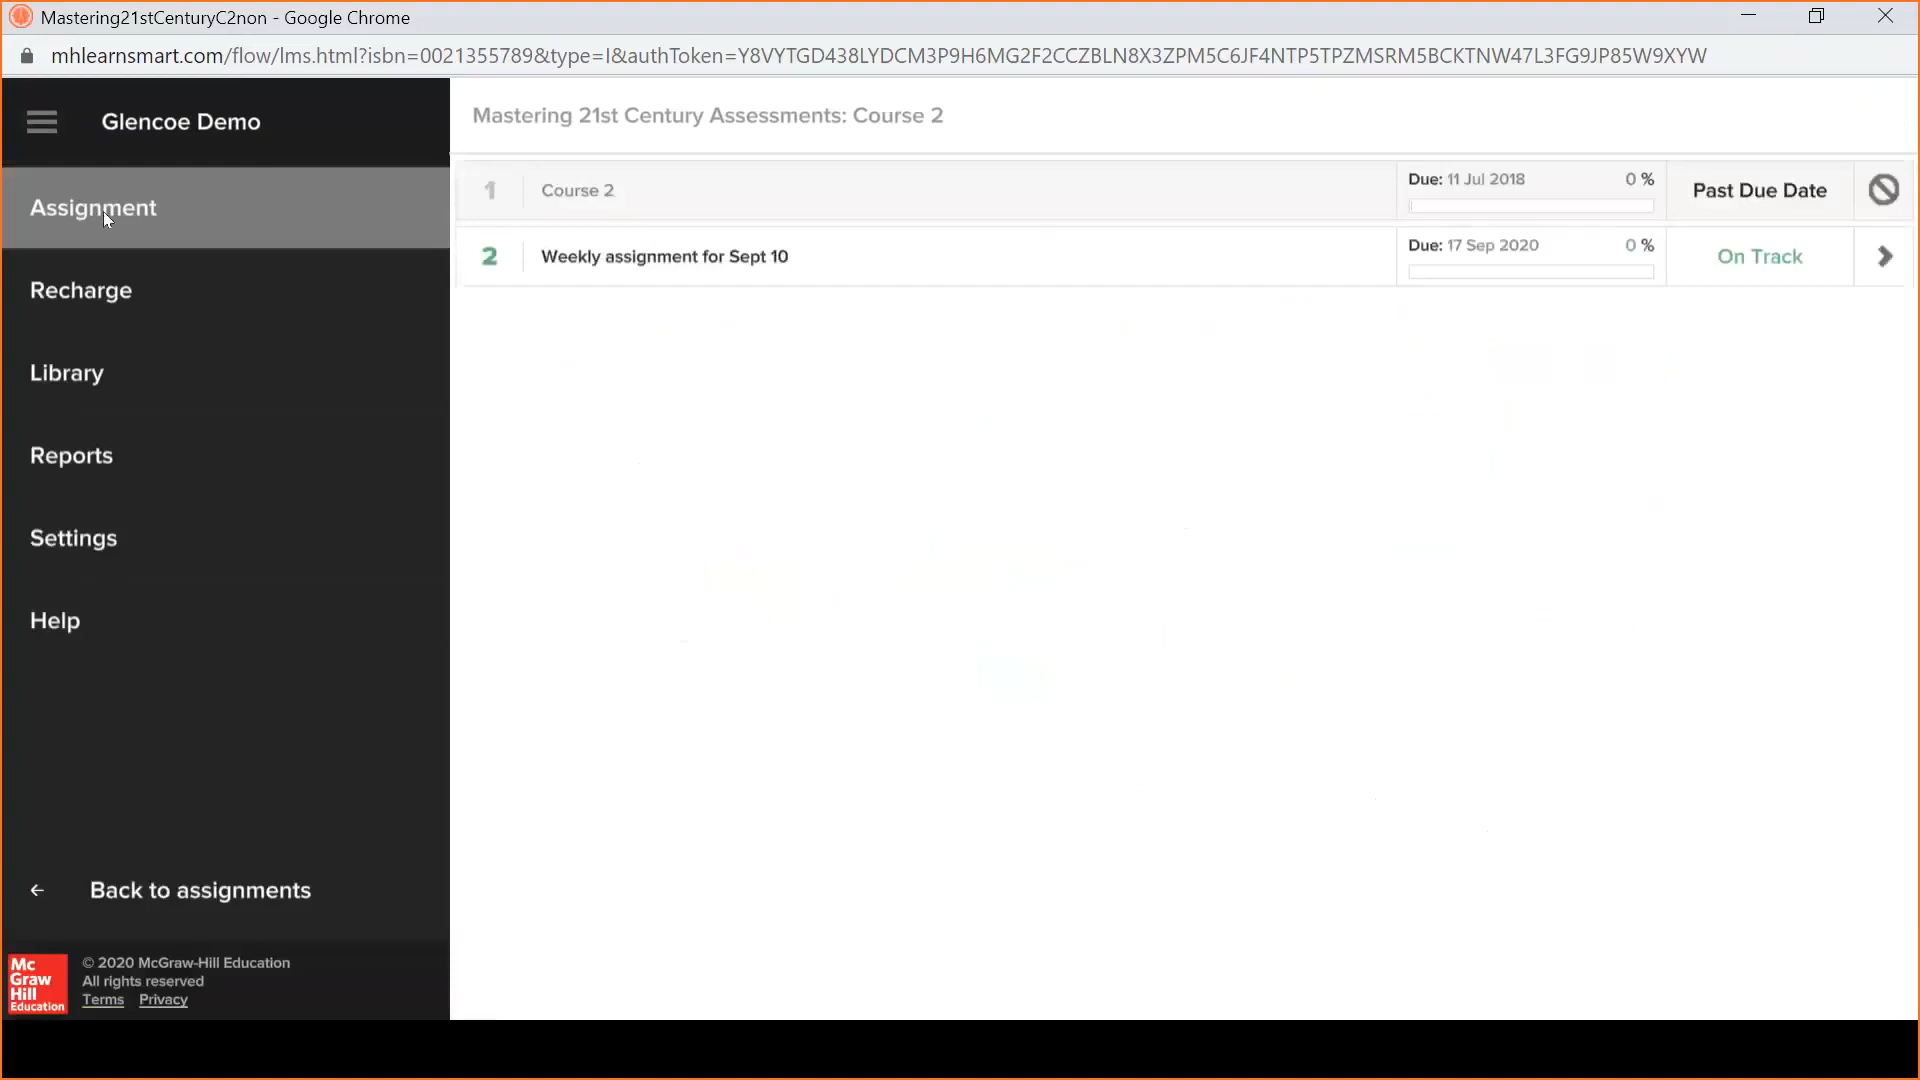 Mastering21stCenturyC2non - Google Chrome
mhlearnsmart.com/flow/lms.html?isbn=0021355789&type=I&authToken=Y8VYTGD438LYDCM3P9H6MG2F2CCZBLN8X3ZPM5C6JF4NTP5TPZMSRM5BCKTNW47L3FG9JP85W9XYW
Glencoe Demo
Mastering 21st Century Assessments: Course 2
Assignment
Recharge
Library
Reports
Settings
Help
1 Course 2 Due: 11 Jul 2018 0 % Past Due Date
2 Weekly assignment for Sept 10 Due: 17 Sep 2020 0 % On Track
Back to assignments
Mc
Graw
Hill
Education
© 2020 McGraw-Hill Education
All rights reserved
Terms Privacy